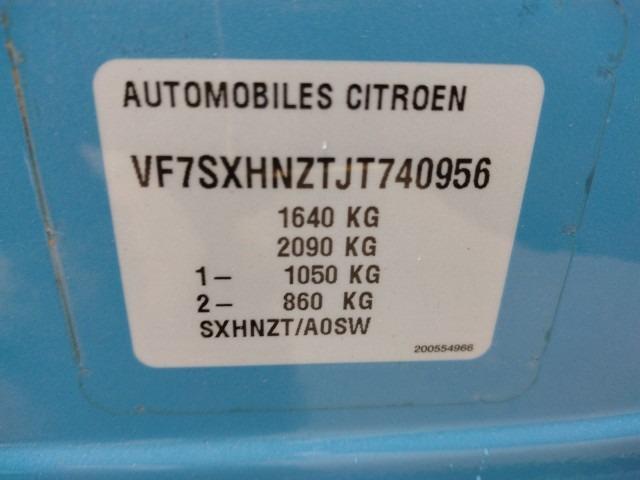 AUTOMOBILES CITROEN
VF7SXHNZTJT740956
1640 KG
2090 KG
1- 1050 KG
2- 860 KG
SXHNZT/A0SW
200554966